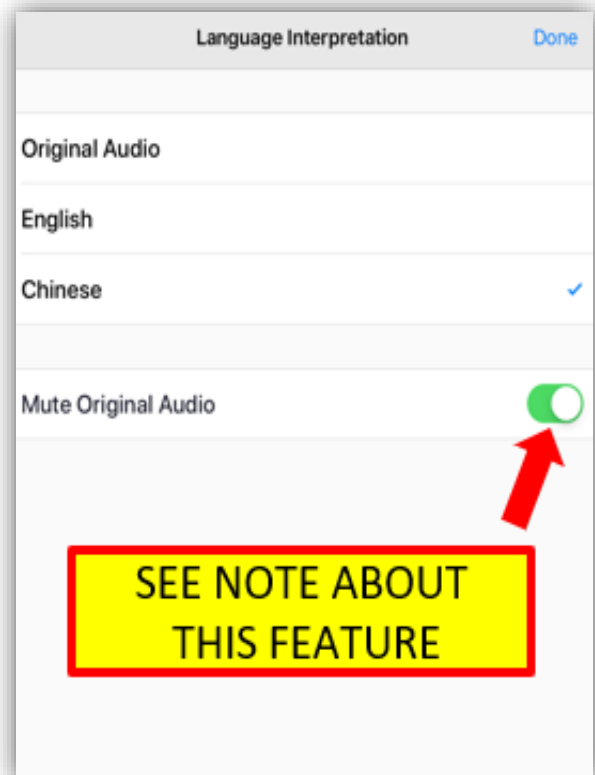 Language Interpretation Done
Original Audio
English
Chinese
Mute Original Audio
SEE NOTE ABOUT
THIS FEATURE